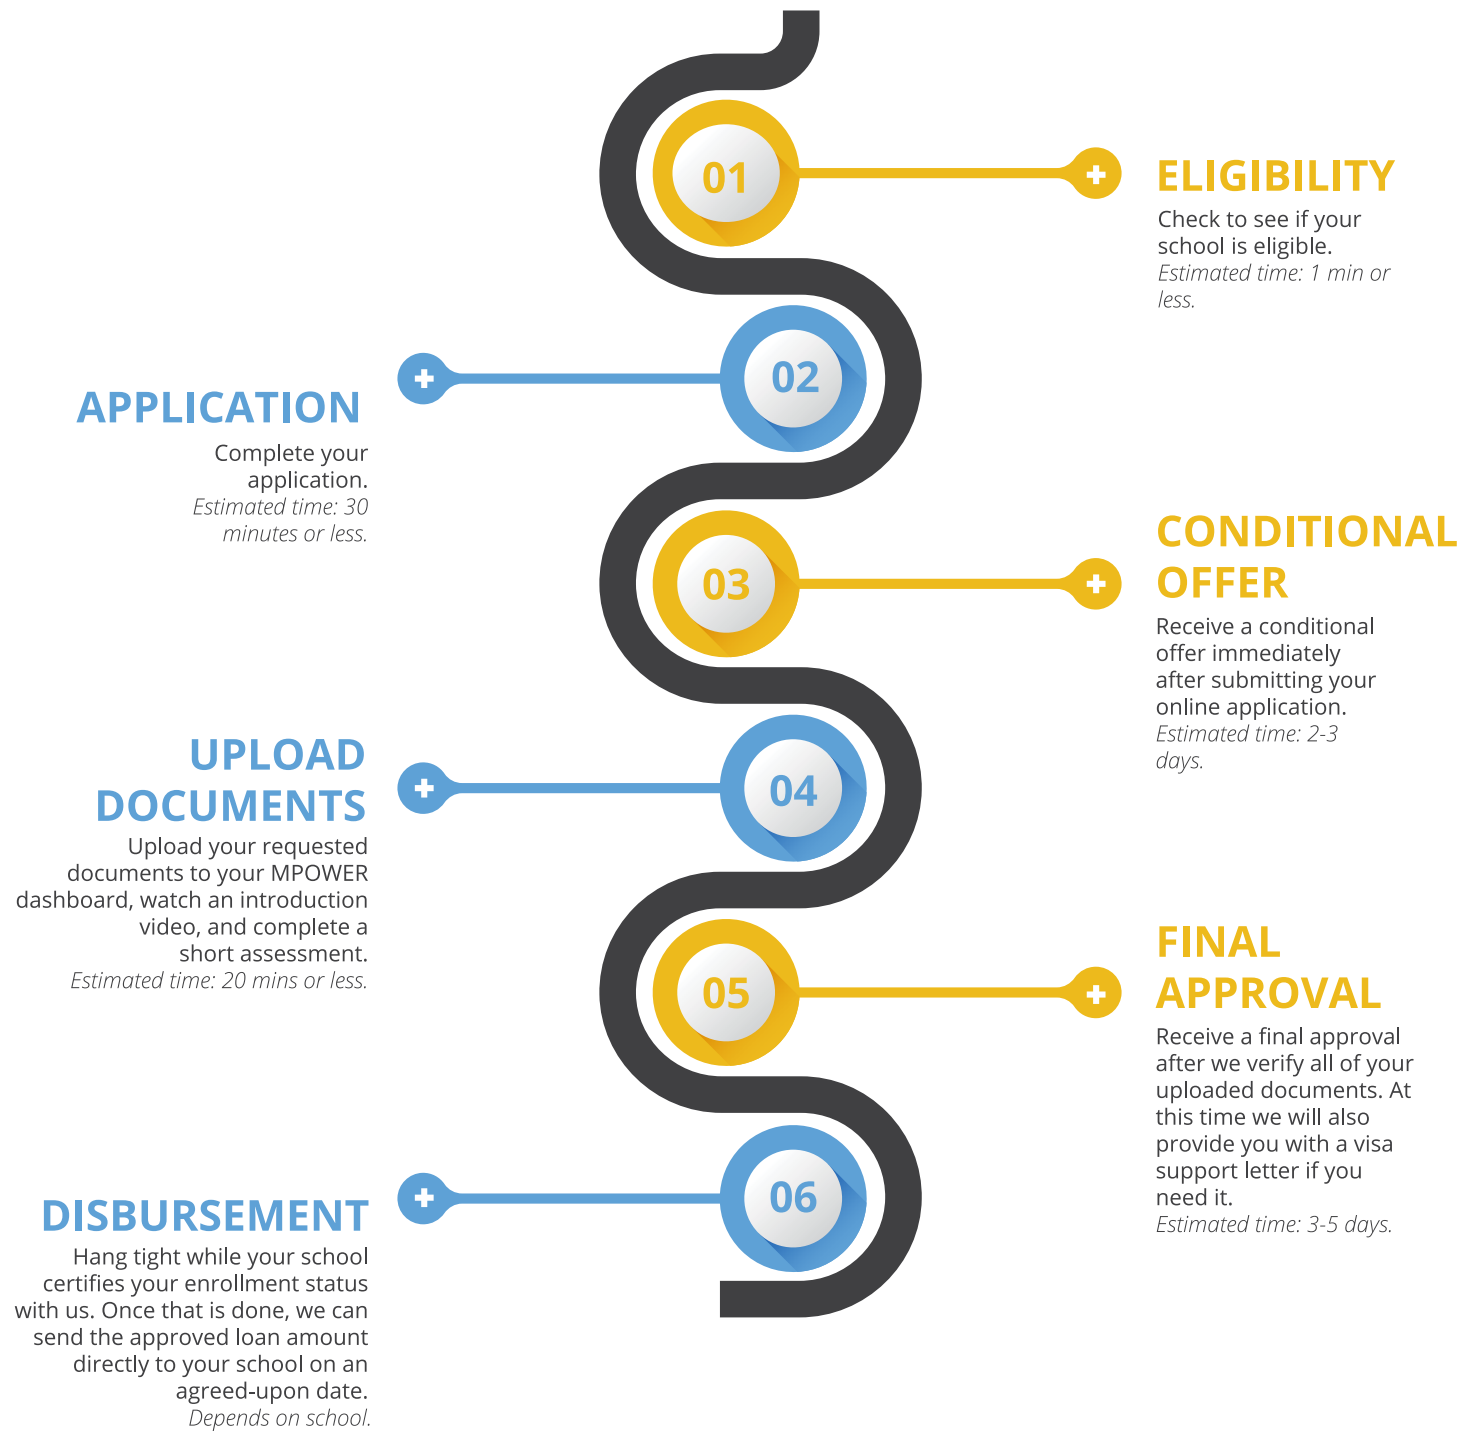 01
ELIGIBILITY
Check to see if your
school is eligible.
Estimated time: 1 min or
less.
02
APPLICATION
Complete your
application.
Estimated time: 30
minutes or less.
03
CONDITIONAL
OFFER
Receive a conditional
offer immediately
after submitting your
online application.
Estimated time: 2-3
days.
04
UPLOAD
DOCUMENTS
Upload your requested
documents to your MPOWER
dashboard, watch an introduction
video, and complete a
short assessment.
Estimated time: 20 mins or less.
05
FINAL
APPROVAL
Receive a final approval
after we verify all of your
uploaded documents. At
this time we will also
provide you with a visa
support letter if you
need it.
Estimated time: 3-5 days.
06
DISBURSEMENT
Hang tight while your school
certifies your enrollment status
with us. Once that is done, we can
send the approved loan amount
directly to your school on an
agreed-upon date.
Depends on school.